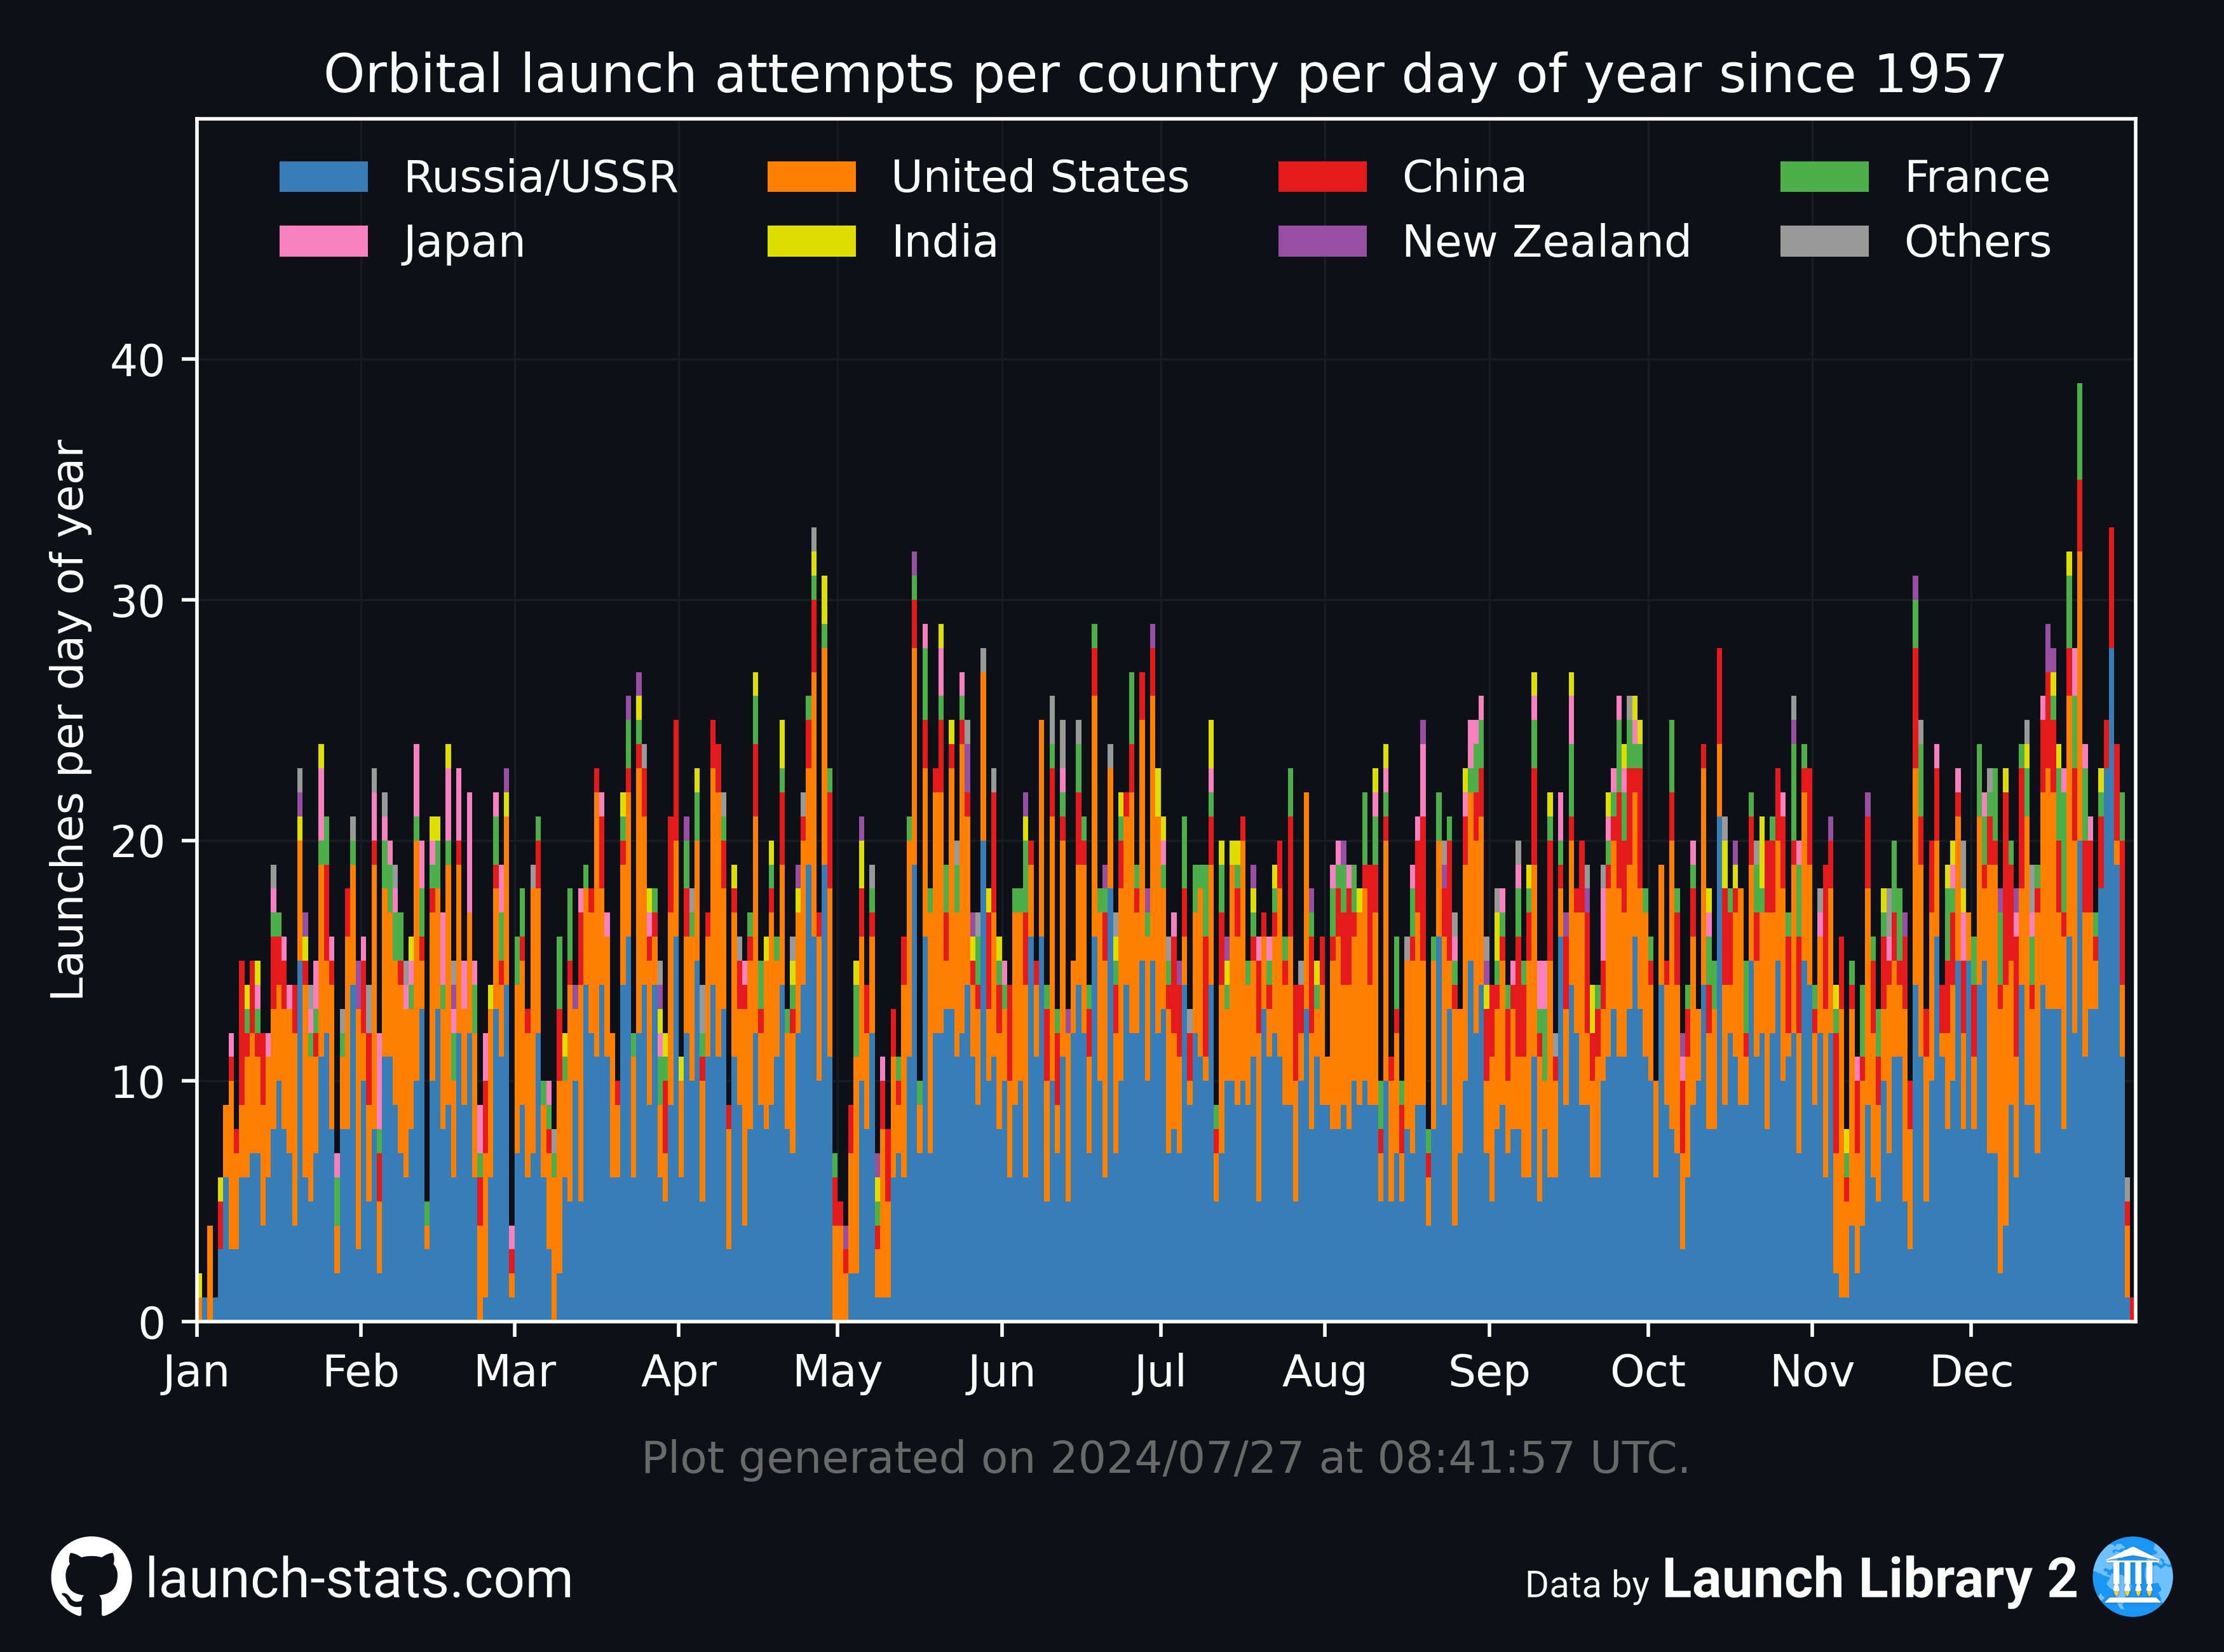 Orbital launch attempts per country per day of year since 1957
Russia/USSR United States China France
Japan India New Zealand Others
Launches per day of year
40
30
20
10
0
Jan Feb Mar Apr May Jun Jul Aug Sep Oct Nov Dec
Plot generated on 2024/07/27 at 08:41:57 UTC.
launch-stats.com
Data by Launch Library 2